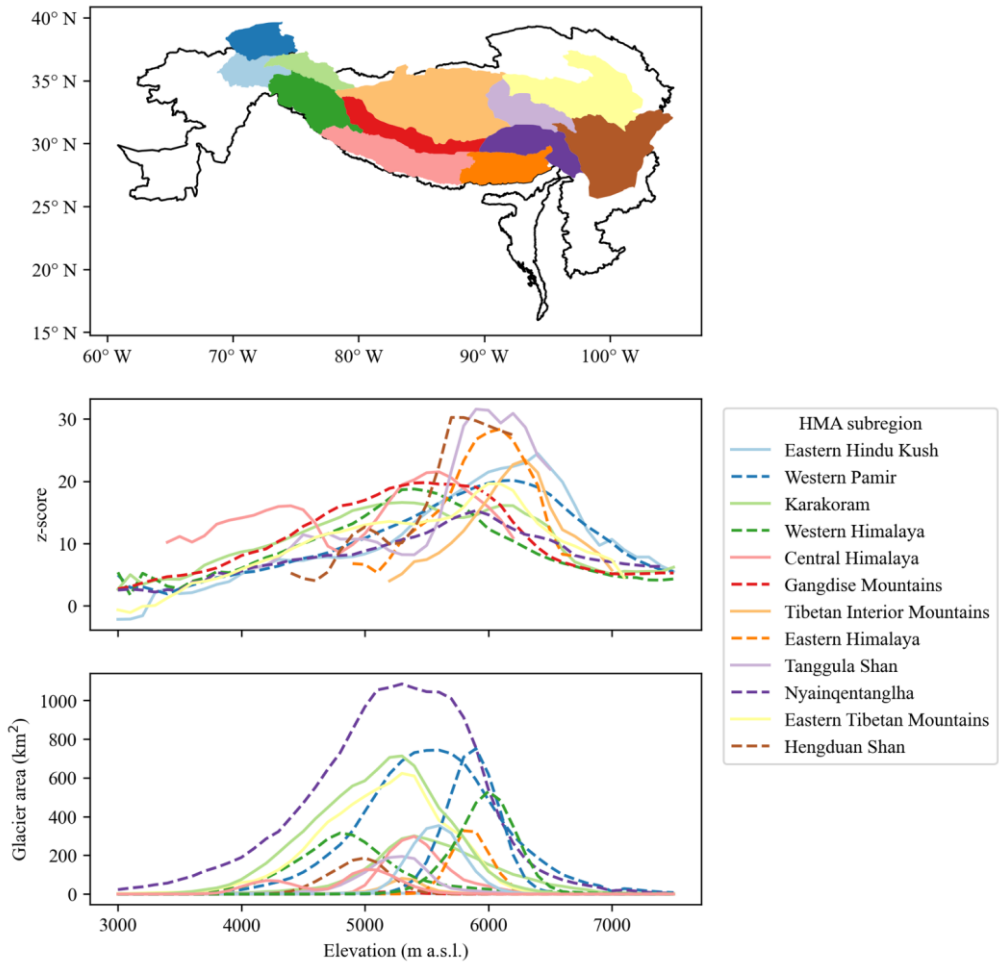 40° N
35° N
30° N
25° N
20° N
15° N
60° W
70° W
80° W
90° W
100° W
30
20
10
0
z-score
HMA subregion
Eastern Hindu Kush
Western Pamir
Karakoram
Western Himalaya
Central Himalaya
Gangdise Mountains
Tibetan Interior Mountains
Eastern Himalaya
Tanggula Shan
Nyainqentanglha
Eastern Tibetan Mountains
Hengduan Shan
1000
800
600
400
200
0
Glacier area (km²)
3000
4000
5000
6000
7000
Elevation (m a.s.l.)